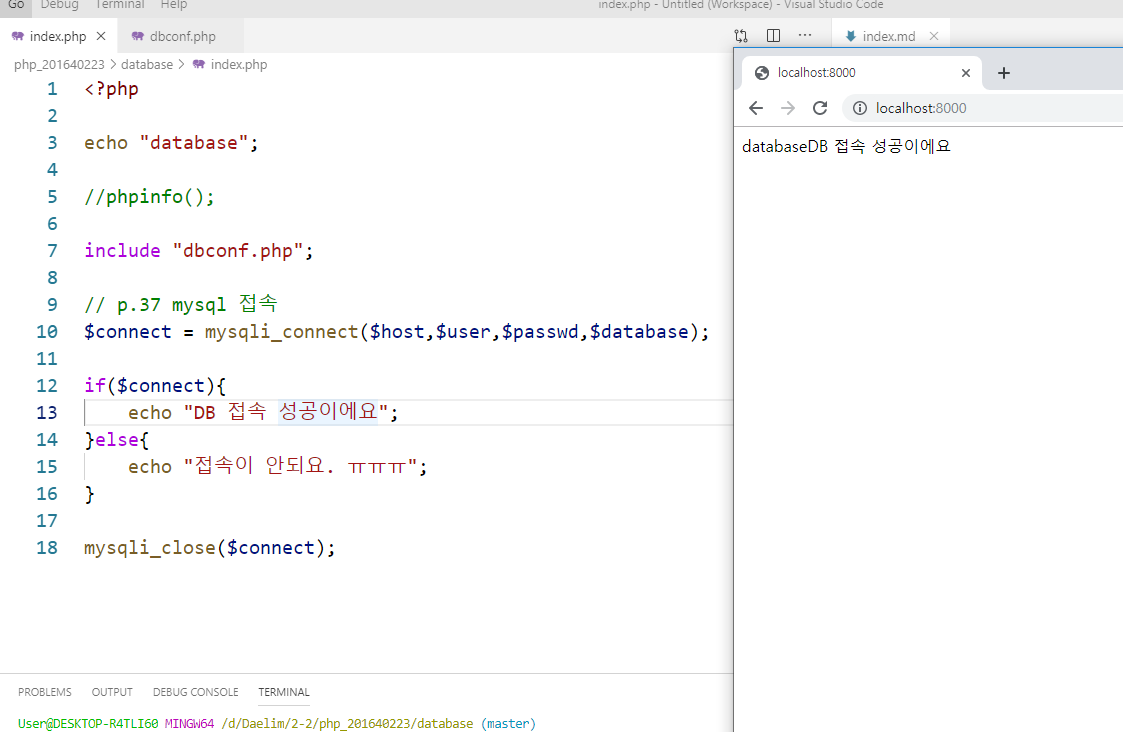 Go Debug Terminal Help index.php - Untitled (Workspace) - Visual Studio Code
index.php dbconf.php index.md
php_201640223 > database > index.php
1 <?php
2
3 echo "database";
4
5 //phpinfo();
6
7 include "dbconf.php";
8
9 // p.37 mysql 접속
10 $connect = mysqli_connect($host,$user,$passwd,$database);
11
12 if($connect){
13 echo "DB 접속 성공이에요";
14 }else{
15 echo "접속이 안되요. ㅠㅠㅠ";
16 }
17
18 mysqli_close($connect);
PROBLEMS OUTPUT DEBUG CONSOLE TERMINAL
User@DESKTOP-R4TLI60 MINGW64 /d/Daelim/2-2/php_201640223/database (master)
localhost:8000
localhost:8000
databaseDB 접속 성공이에요